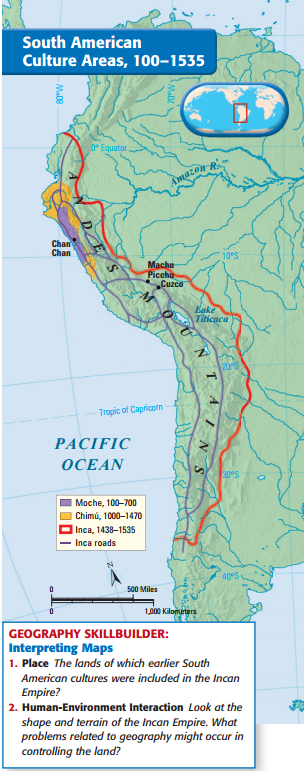 South American
Culture Areas, 100–1535
80°W
70°W
0° Equator
Amazon R.
ANDES MOUNTAINS
Chan
Chan
Machu
Picchu
Cuzco
10°S
Lake
Titicaca
20°S
Tropic of Capricorn
PACIFIC
OCEAN
30°S
Moche, 100–700
Chimú, 1000–1470
Inca, 1438–1535
Inca roads
N
0 500 Miles
0 1,000 Kilometers
40°S
GEOGRAPHY SKILLBUILDER:
Interpreting Maps
1. Place The lands of which earlier South
American cultures were included in the Incan
Empire?
2. Human-Environment Interaction Look at the
shape and terrain of the Incan Empire. What
problems related to geography might occur in
controlling the land?